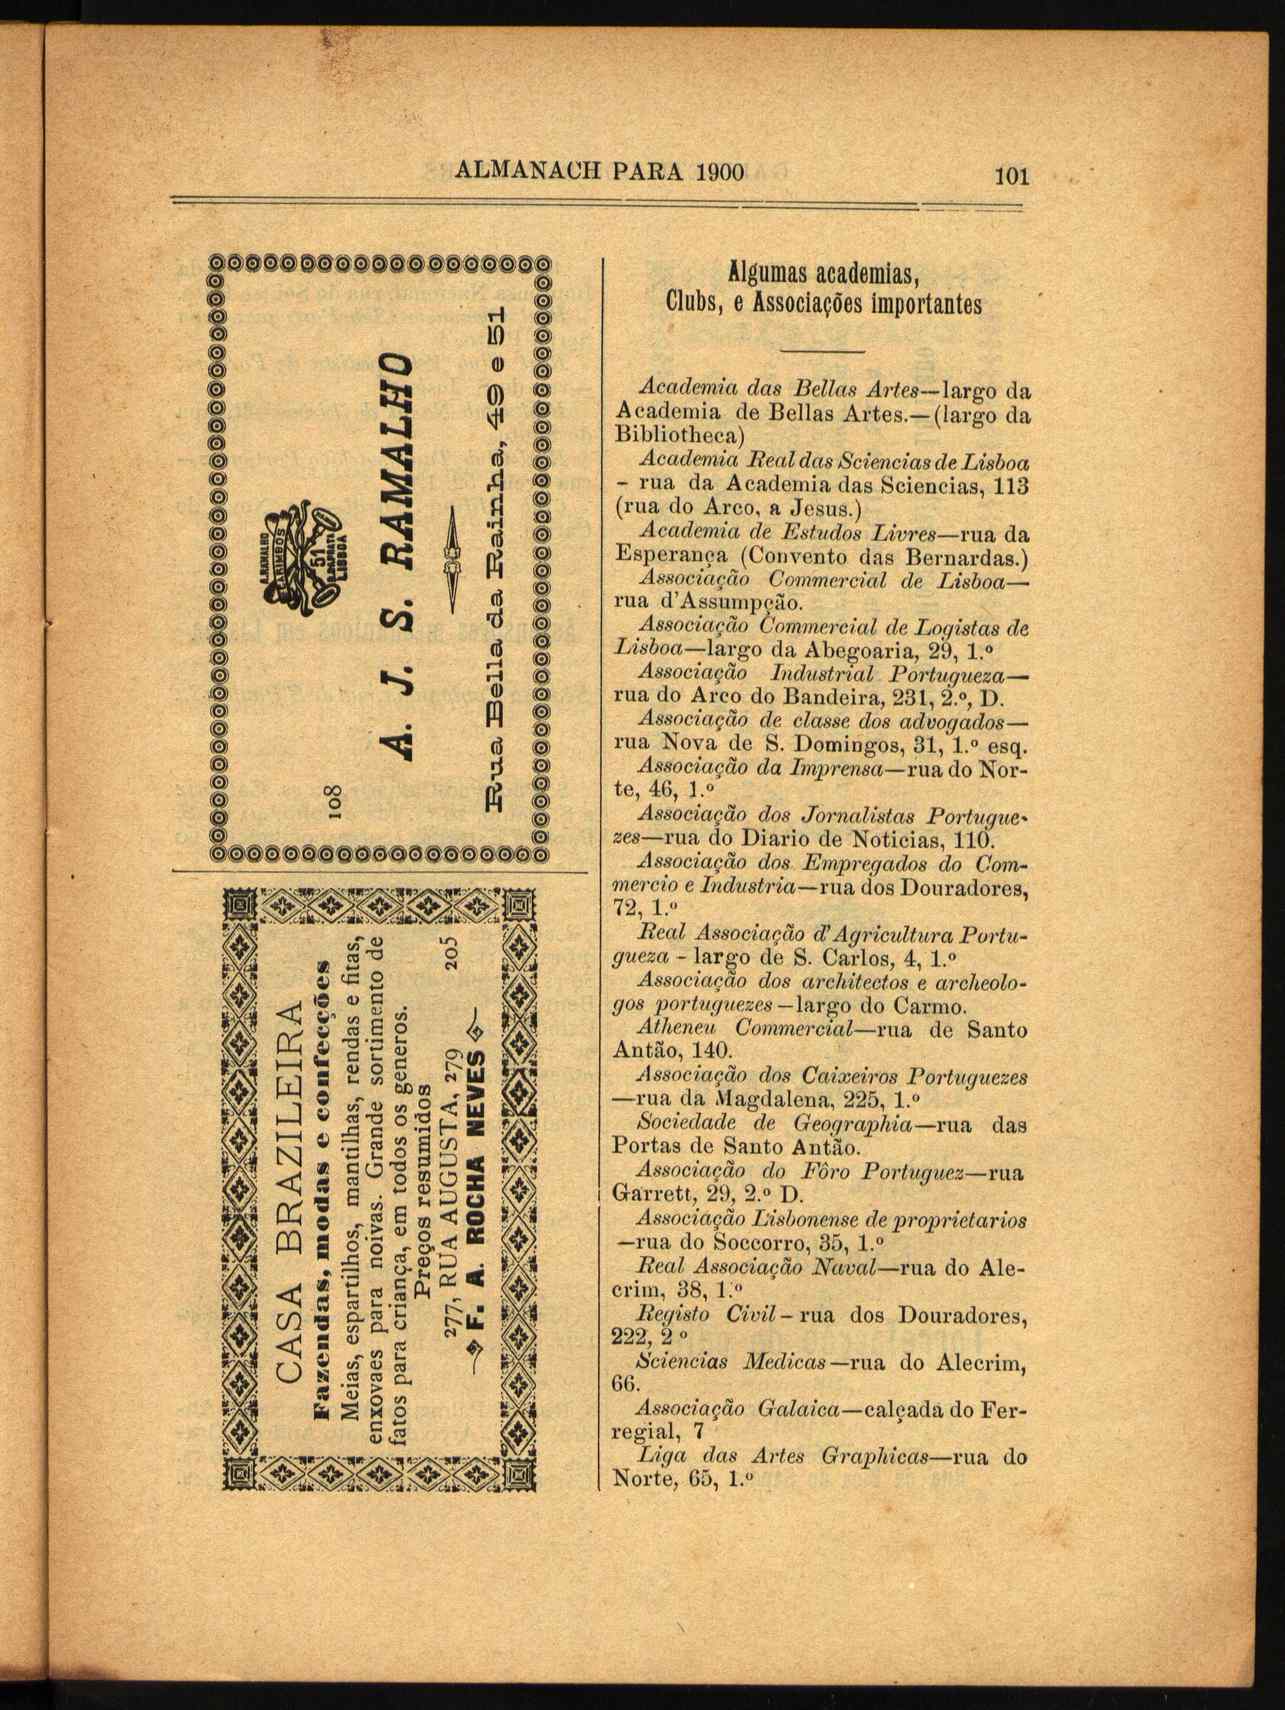 ALMANACH PARA 1900
101
A. RAMALHO
CARIMBOS
51
R. DA PRATA
LISBOA
108
A. J. S. RAMALHO
Rua Bella da Rainha, 49 e 51
CASA BRAZILEIRA
Fazendas, modas e confecções
Meias, espartilhos, mantilhas, rendas e fitas,
enxovaes para noivas. Grande sortimento de
fatos para criança, em todos os generos.
Preços resumidos
277, RUA AUGUSTA, 279
205
F. A. ROCHA NEVES
Algumas academias,
Clubs, e Associações importantes
Academia das Bellas Artes—largo da
Academia de Bellas Artes.—(largo da
Bibliotheca)
Academia Real das Sciencias de Lisboa
- rua da Academia das Sciencias, 113
(rua do Arco, a Jesus.)
Academia de Estudos Livres—rua da
Esperança (Convento das Bernardas.)
Associação Commercial de Lisboa—
rua d'Assumpção.
Associação Commercial de Logistas de
Lisboa—largo da Abegoaria, 29, 1.º
Associação Industrial Portugueza—
rua do Arco do Bandeira, 231, 2.º, D.
Associação de classe dos advogados—
rua Nova de S. Domingos, 31, 1.º esq.
Associação da Imprensa—rua do Nor-
te, 46, 1.º
Associação dos Jornalistas Portugue-
zes—rua do Diario de Noticias, 110.
Associação dos Empregados do Com-
mercio e Industria—rua dos Douradores,
72, 1.º
Real Associação d'Agricultura Portu-
gueza - largo de S. Carlos, 4, 1.º
Associação dos architectos e archeolo-
gos portuguezes—largo do Carmo.
Atheneu Commercial—rua de Santo
Antão, 140.
Associação dos Caixeiros Portuguezes
—rua da Magdalena, 225, 1.º
Sociedade de Geographia—rua das
Portas de Santo Antão.
Associação do Fôro Portuguez—rua
Garrett, 29, 2.º D.
Associação Lisbonense de proprietarios
—rua do Soccorro, 35, 1.º
Real Associação Naval—rua do Ale-
crim, 38, 1.º
Registo Civil - rua dos Douradores,
222, 2 º
Sciencias Medicas—rua do Alecrim,
66.
Associação Galaica—calçada do Fer-
regial, 7
Liga das Artes Graphicas—rua do
Norte, 65, 1.º